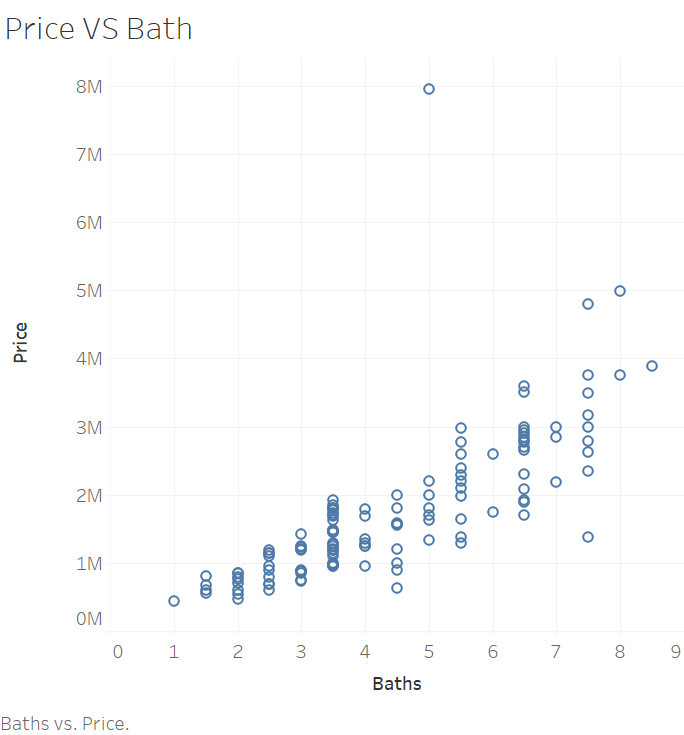 Price VS Bath
8M
7M
6M
5M
4M
3M
2M
1M
0M
Price
0 1 2 3 4 5 6 7 8 9
Baths
Baths vs. Price.